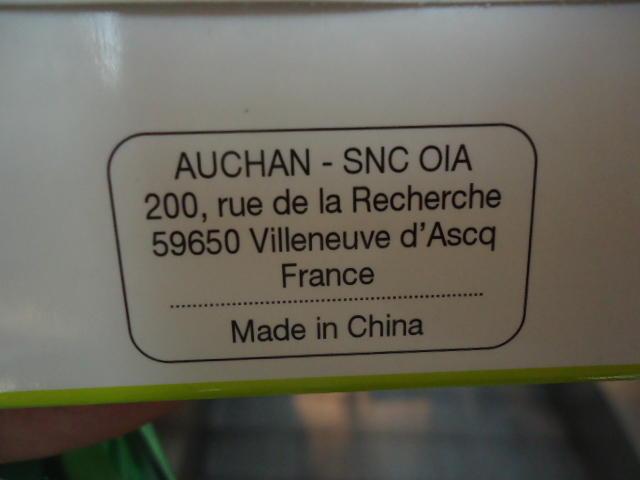 AUCHAN - SNC OIA
200, rue de la Recherche
59650 Villeneuve d'Ascq
France
Made in China